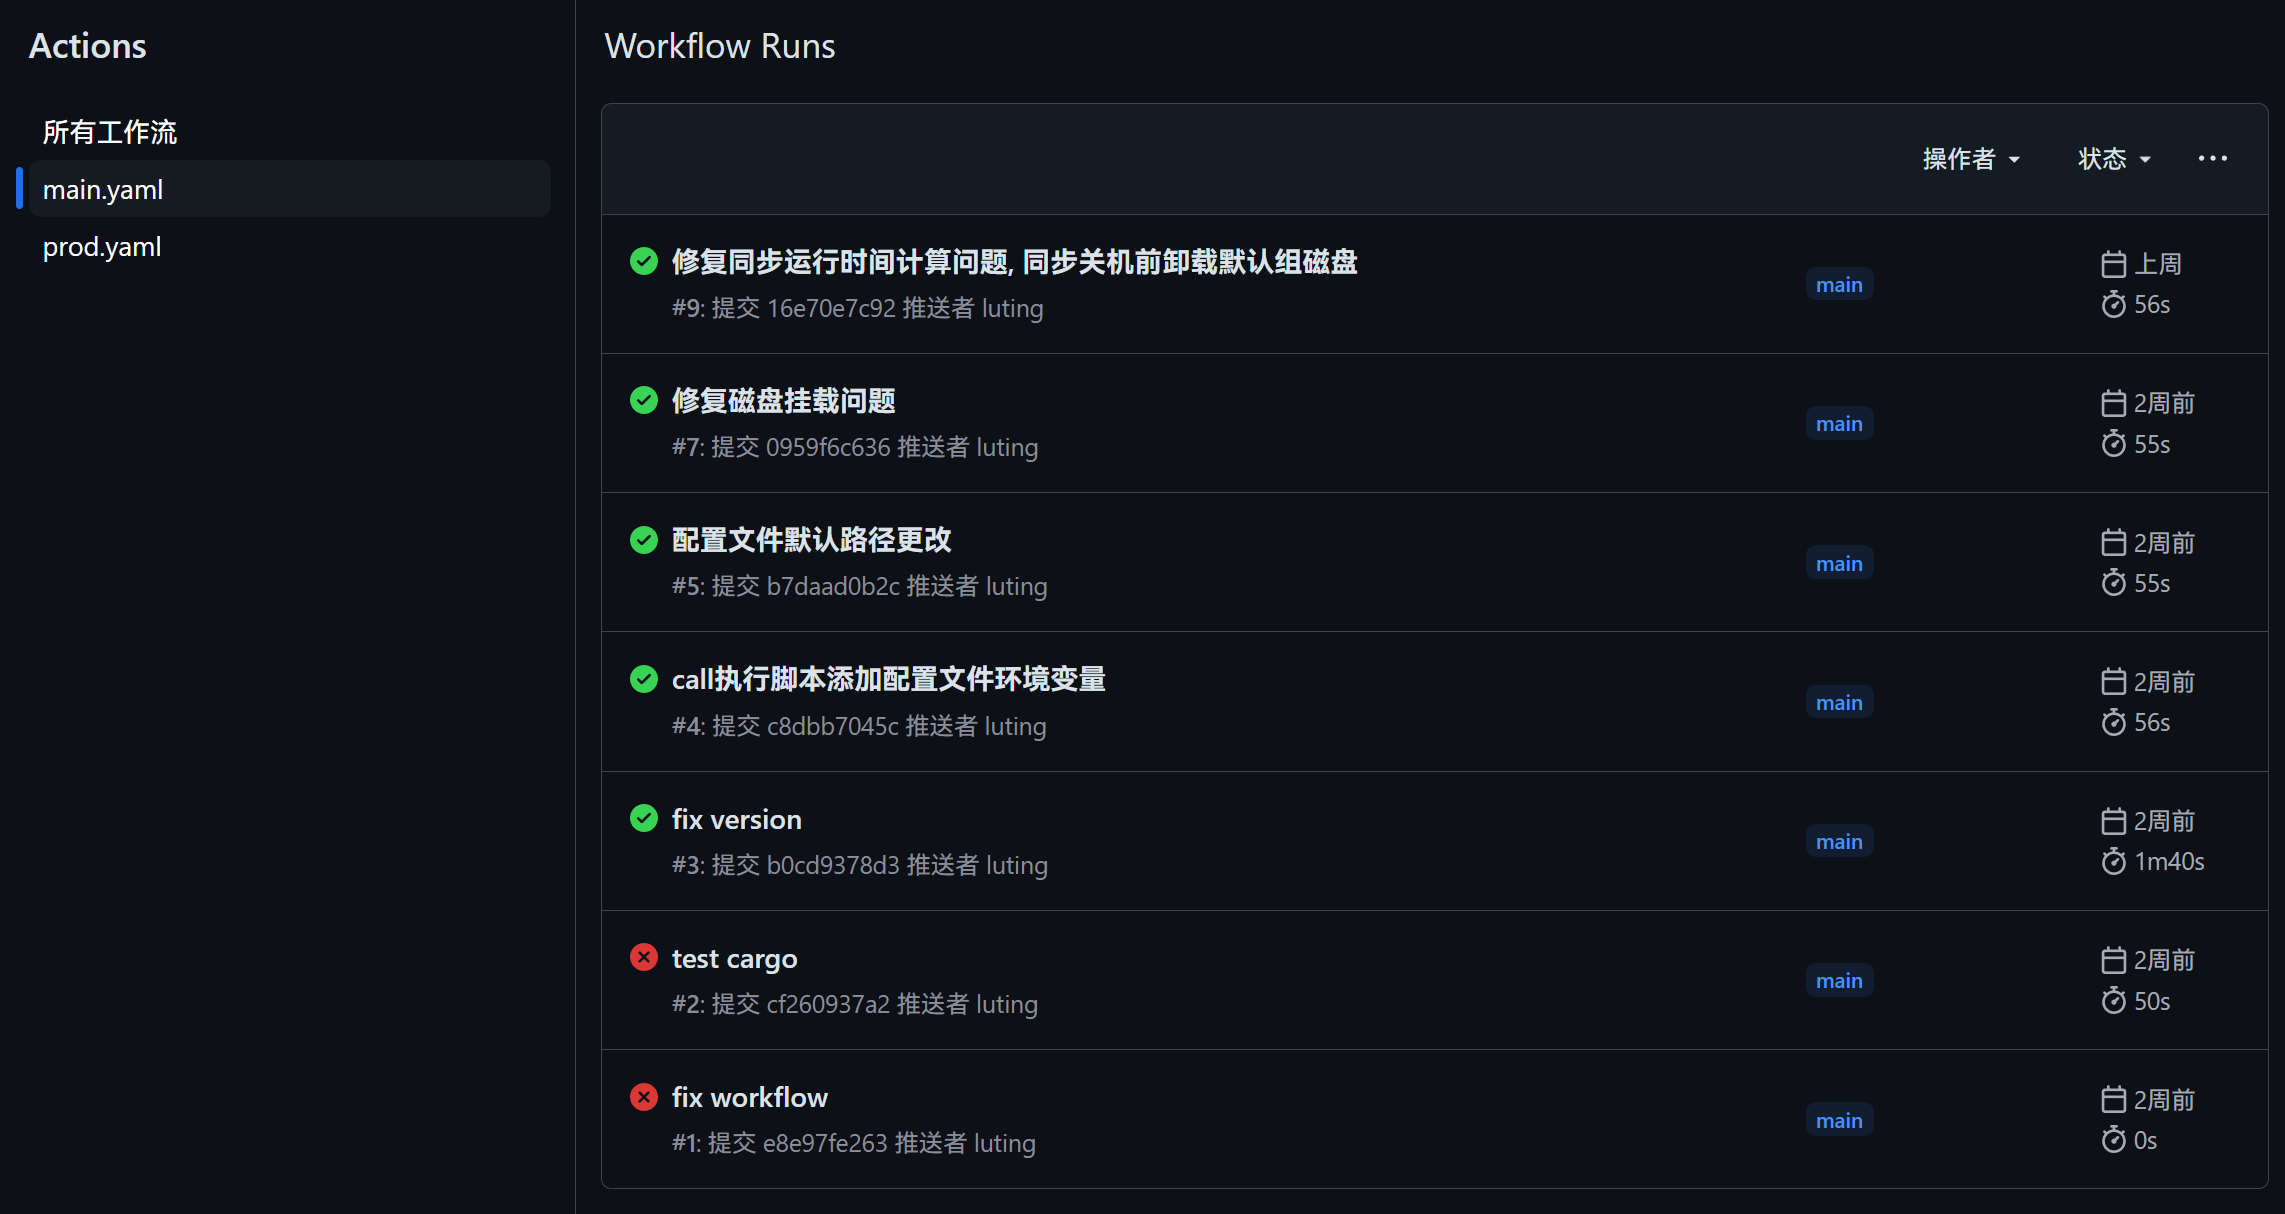 Actions
所有工作流
main.yaml
prod.yaml
Workflow Runs
操作者 状态
修复同步运行时间计算问题, 同步关机前卸载默认组磁盘
#9: 提交 16e70e7c92 推送者 luting
main
上周
56s
修复磁盘挂载问题
#7: 提交 0959f6c636 推送者 luting
main
2周前
55s
配置文件默认路径更改
#5: 提交 b7daad0b2c 推送者 luting
main
2周前
55s
call执行脚本添加配置文件环境变量
#4: 提交 c8dbb7045c 推送者 luting
main
2周前
56s
fix version
#3: 提交 b0cd9378d3 推送者 luting
main
2周前
1m40s
test cargo
#2: 提交 cf260937a2 推送者 luting
main
2周前
50s
fix workflow
#1: 提交 e8e97fe263 推送者 luting
main
2周前
0s